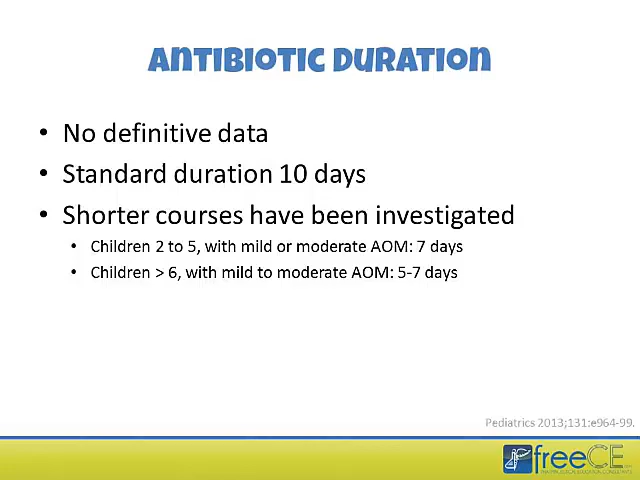 ANTIBIOTIC DURATION
• No definitive data
• Standard duration 10 days
• Shorter courses have been investigated
• Children 2 to 5, with mild or moderate AOM: 7 days
• Children > 6, with mild to moderate AOM: 5-7 days
Pediatrics 2013;131:e964-99.
freeCE